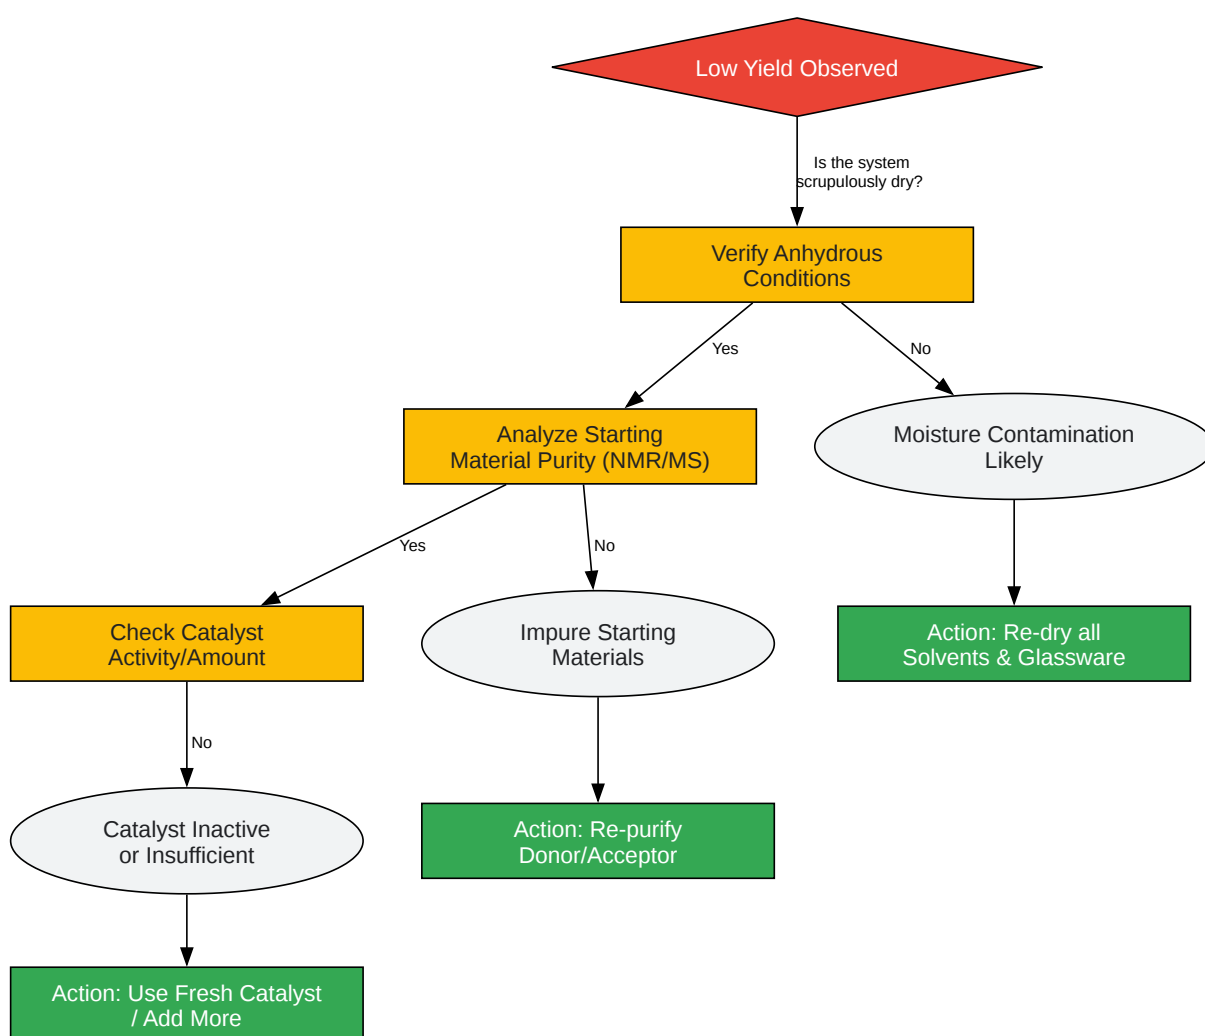 Low Yield Observed
Is the system
scrupulously dry?
Verify Anhydrous
Conditions
Yes
No
Analyze Starting
Material Purity (NMR/MS)
Moisture Contamination
Likely
Yes
No
Check Catalyst
Activity/Amount
Impure Starting
Materials
Action: Re-dry all
Solvents & Glassware
No
Catalyst Inactive
or Insufficient
Action: Re-purify
Donor/Acceptor
Action: Use Fresh Catalyst
/ Add More